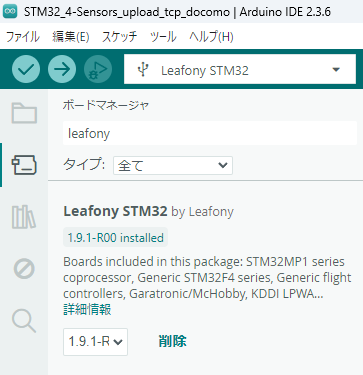 STM32_4-Sensors_upload_tcp_docomo | Arduino IDE 2.3.6
ファイル 編集(E) スケッチ ツール ヘルプ(H)
Leafony STM32
ボードマネージャ
leafony
タイプ: 全て
Leafony STM32 by Leafony
1.9.1-R00 installed
Boards included in this package: STM32MP1 series
coprocessor, Generic STM32F4 series, Generic flight
controllers, Garatronic/McHobby, KDDI LPWA...
詳細情報
1.9.1-R 削除